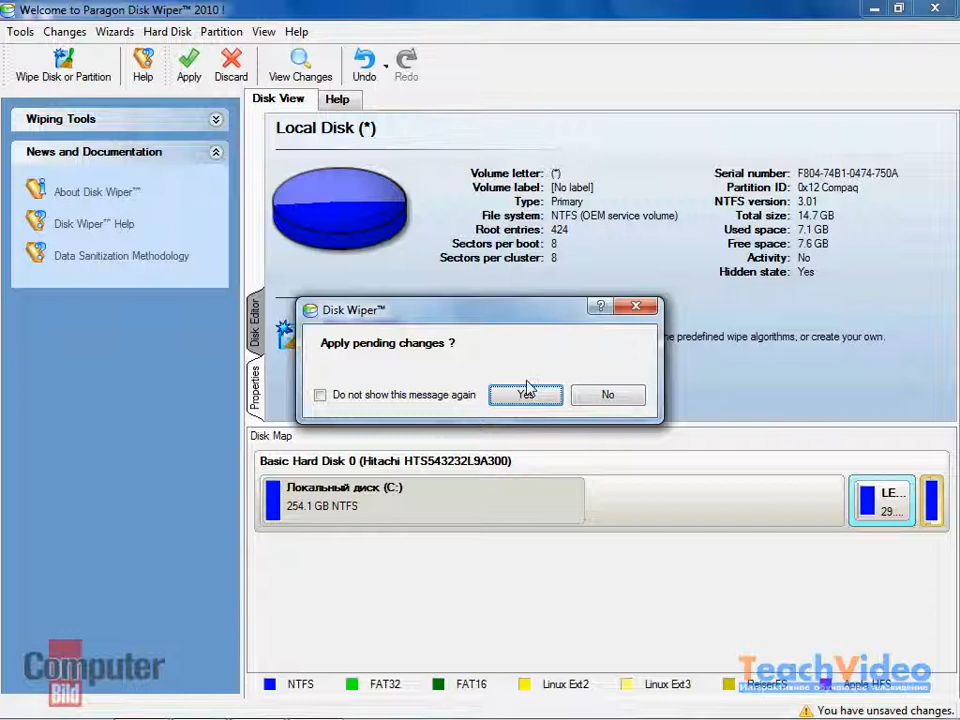 Welcome to Paragon Disk Wiper™ 2010 !
Tools Changes Wizards Hard Disk Partition View Help
Wipe Disk or Partition Help Apply Discard View Changes Undo Redo
Disk View Help
Wiping Tools
News and Documentation
About Disk Wiper™
Disk Wiper™ Help
Data Sanitization Methodology
Disk Editor
Properties
Local Disk (*)
Volume letter: (*)
Volume label: [No label]
Type: Primary
File system: NTFS (OEM service volume)
Root entries: 424
Sectors per boot: 8
Sectors per cluster: 8
Serial number: F804-74B1-0474-750A
Partition ID: 0x12 Compaq
NTFS version: 3.01
Total size: 14.7 GB
Used space: 7.1 GB
Free space: 7.6 GB
Activity: No
Hidden state: Yes
predefined wipe algorithms, or create your own.
Disk Wiper™
Apply pending changes ?
Do not show this message again Yes No
Disk Map
Basic Hard Disk 0 (Hitachi HTS543232L9A300)
Локальный диск (C:)
254.1 GB NTFS
LE...
29....
NTFS FAT32 FAT16 Linux Ext2 Linux Ext3 ReiserFS Apple HFS
Computer
Bild
TeachVideo
You have unsaved changes.